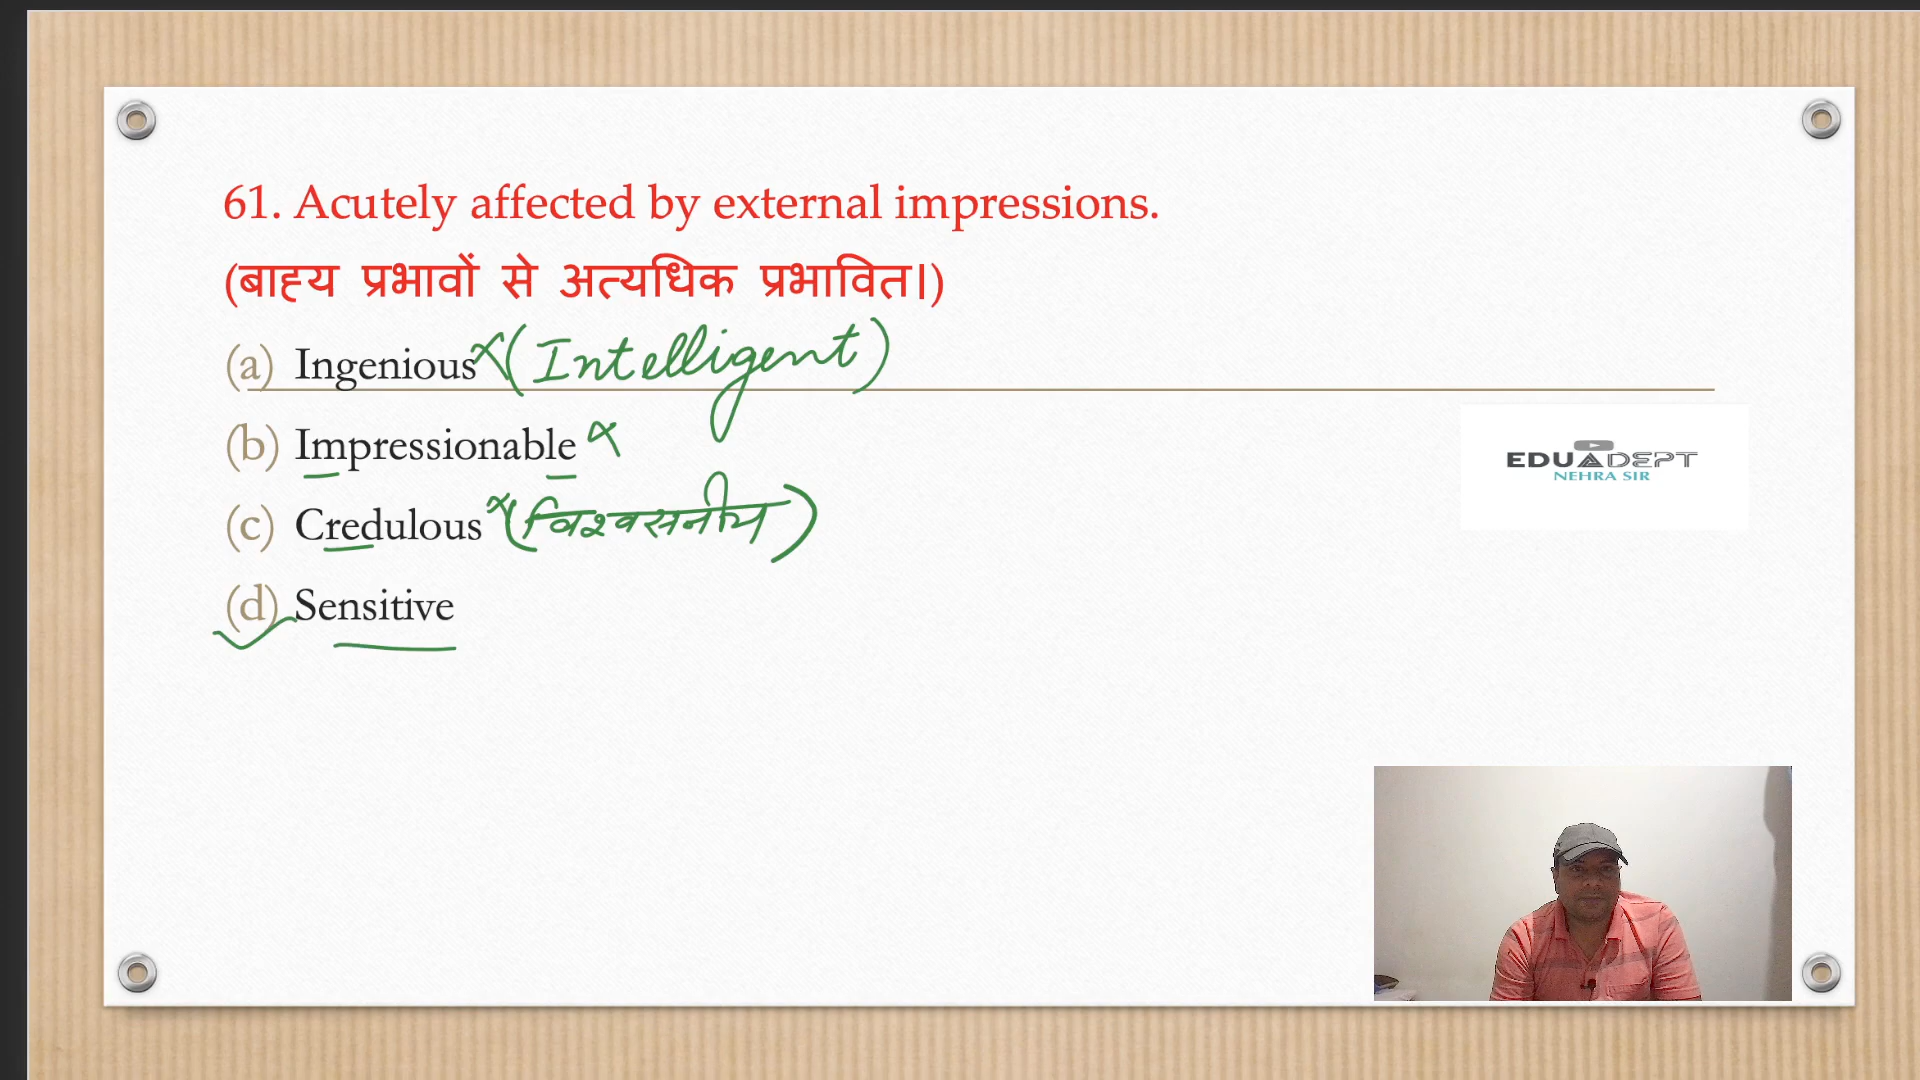 61. Acutely affected by external impressions.
(बाह्य प्रभावों से अत्यधिक प्रभावित।)
(a) Ingenious × (Intelligent)
(b) Impressionable ×
(c) Credulous × (विश्वसनीय)
(d) Sensitive
EDUADEPT
NEHRA SIR